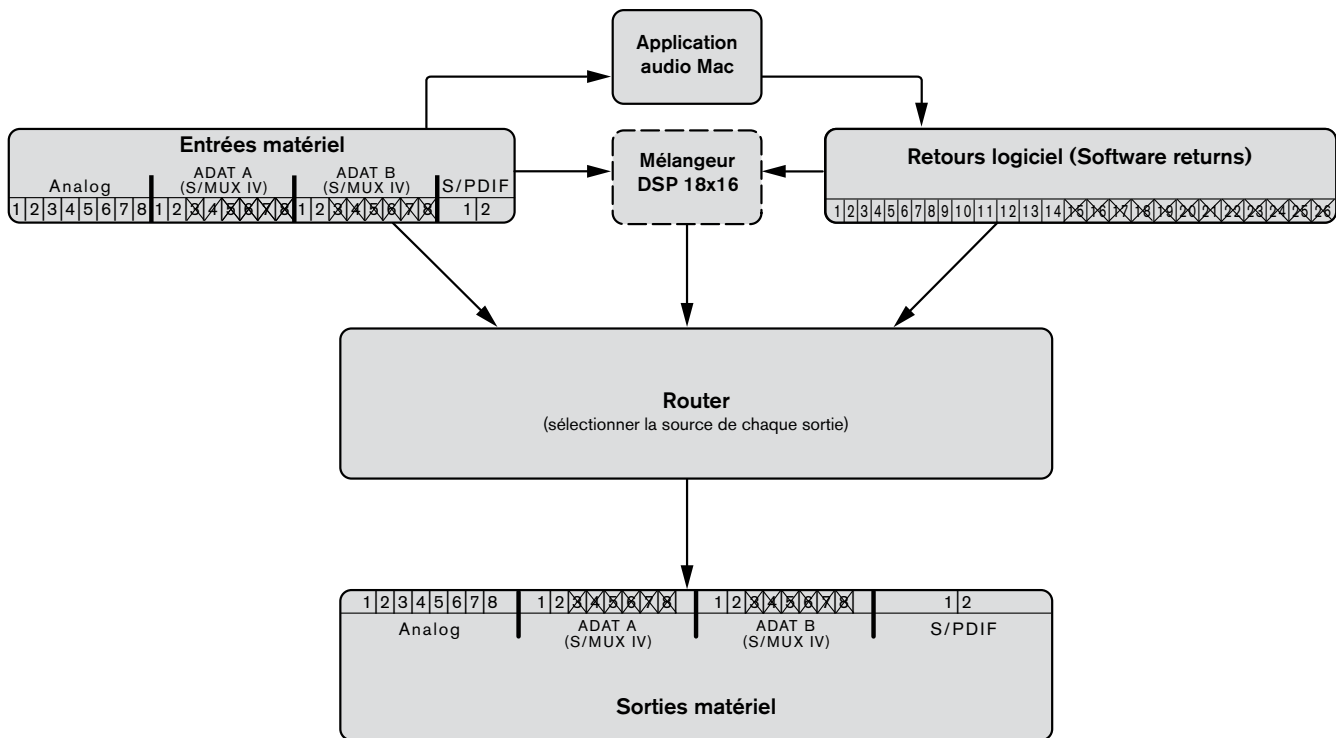 Application
audio Mac
Entrées matériel
Analog
ADAT A
(S/MUX IV)
ADAT B
(S/MUX IV)
S/PDIF
1 2 3 4 5 6 7 8 1 2 3 4 5 6 7 8 1 2 3 4 5 6 7 8 1 2
Mélangeur
DSP 18x16
Retours logiciel (Software returns)
1 2 3 4 5 6 7 8 9 10 11 12 13 14 15 16 17 18 19 20 21 22 23 24 25 26
Router
(sélectionner la source de chaque sortie)
1 2 3 4 5 6 7 8 1 2 3 4 5 6 7 8 1 2 3 4 5 6 7 8 1 2
Analog
ADAT A
(S/MUX IV)
ADAT B
(S/MUX IV)
S/PDIF
Sorties matériel